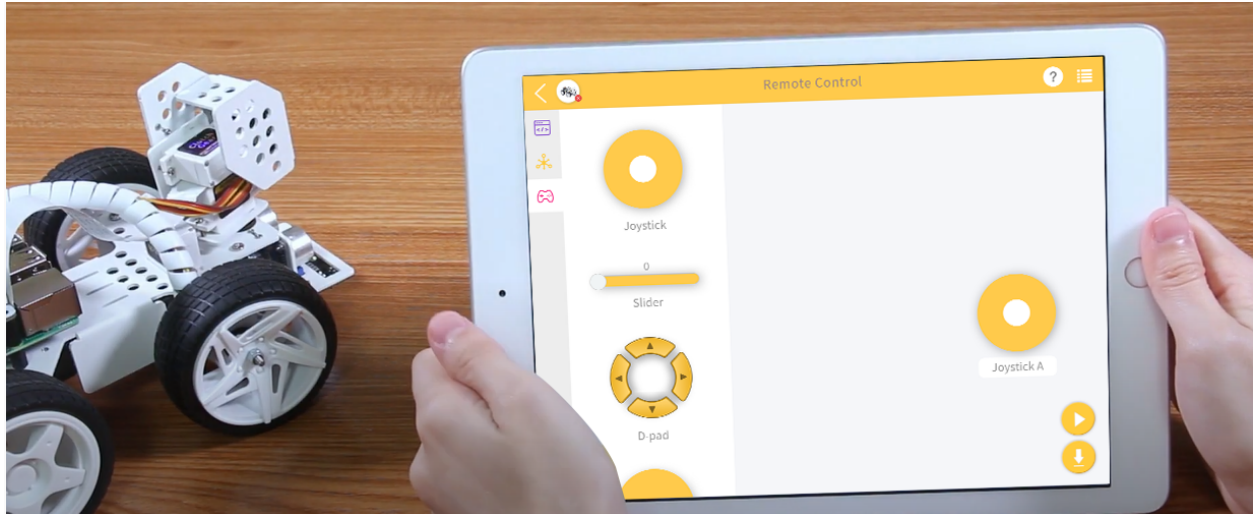 Remote Control
?
</>
Joystick
0
Slider
D-pad
Joystick A